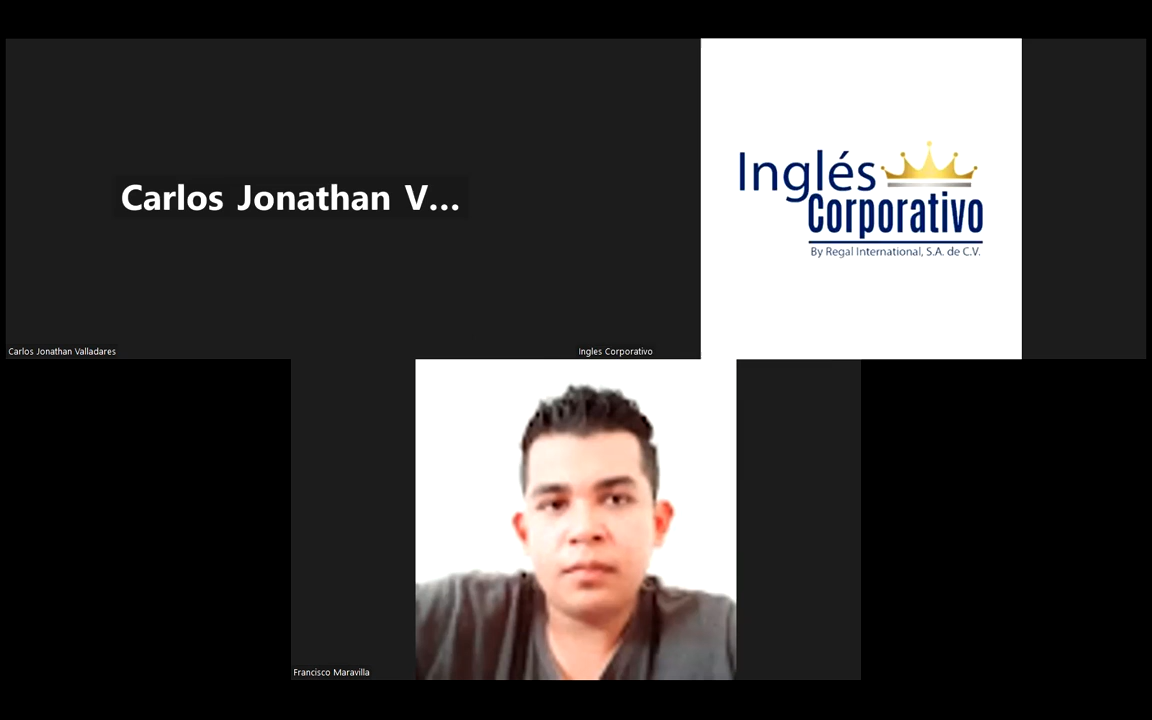 Carlos Jonathan V...
Inglés
Corporativo
By Regal International, S.A. de C.V.
Carlos Jonathan Valladares
Ingles Corporativo
Francisco Maravilla